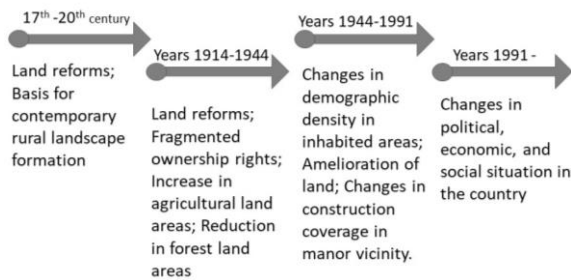 17th -20th century
Land reforms;
Basis for
contemporary
rural landscape
formation
Years 1914-1944
Land reforms;
Fragmented
ownership rights;
Increase in
agricultural land
areas; Reduction
in forest land
areas
Years 1944-1991
Changes in
demographic
density in
inhabited areas;
Amelioration of
land; Changes in
construction
coverage in
manor vicinity.
Years 1991 -
Changes in
political,
economic, and
social situation in
the country